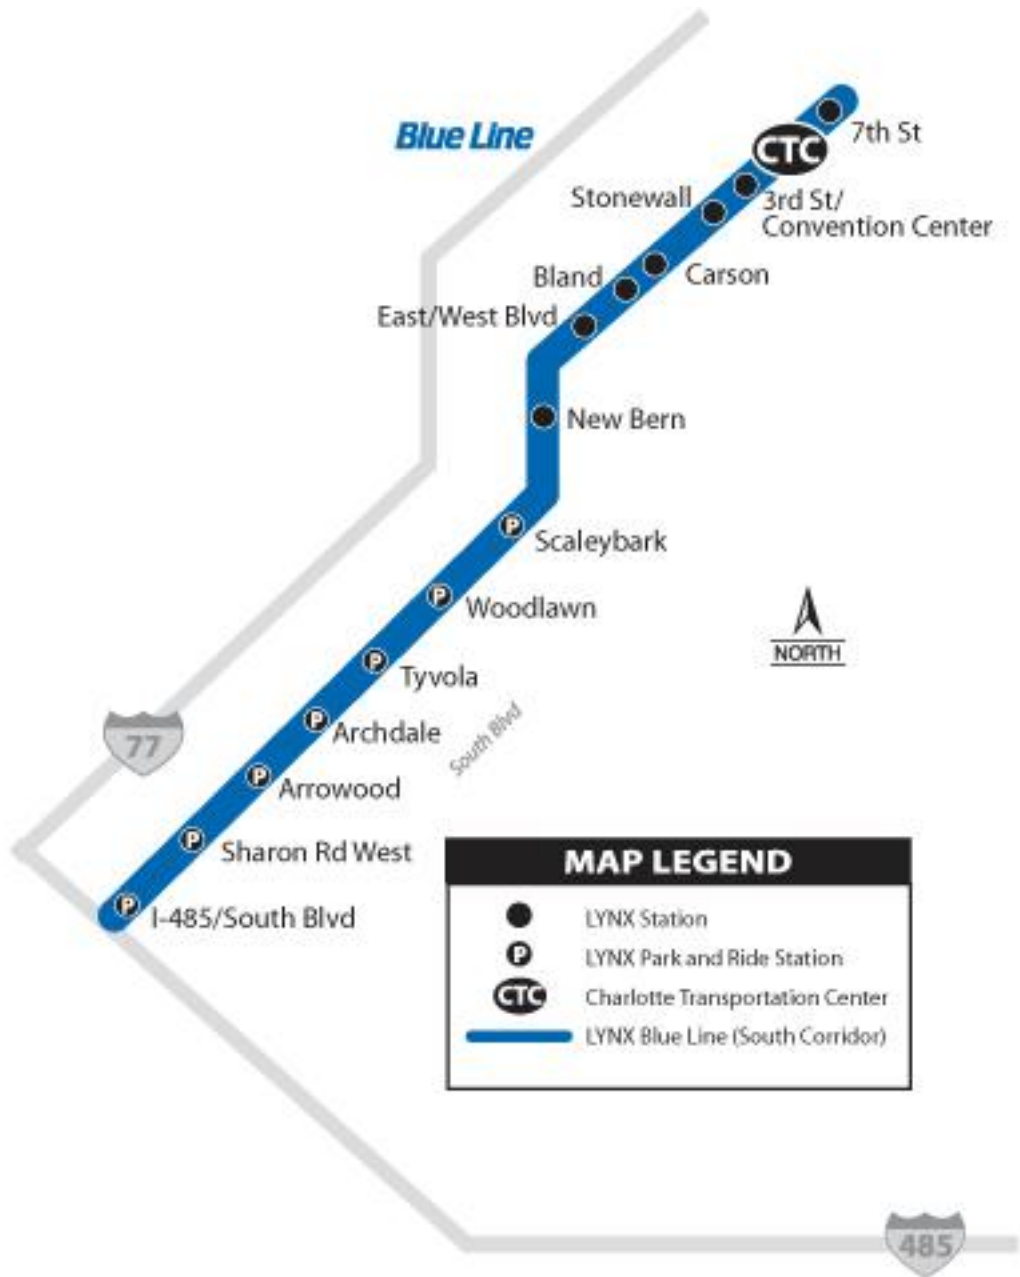 Blue Line
7th St
CTC
Stonewall
3rd St/
Convention Center
Carson
Bland
East/West Blvd
New Bern
P
Scaleybark
P
Woodlawn
NORTH
P
Tyvola
P
Archdale
South Blvd
77
P
Arrowood
P
Sharon Rd West
P
I-485/South Blvd
MAP LEGEND
LYNX Station
P LYNX Park and Ride Station
CTC Charlotte Transportation Center
LYNX Blue Line (South Corridor)
485